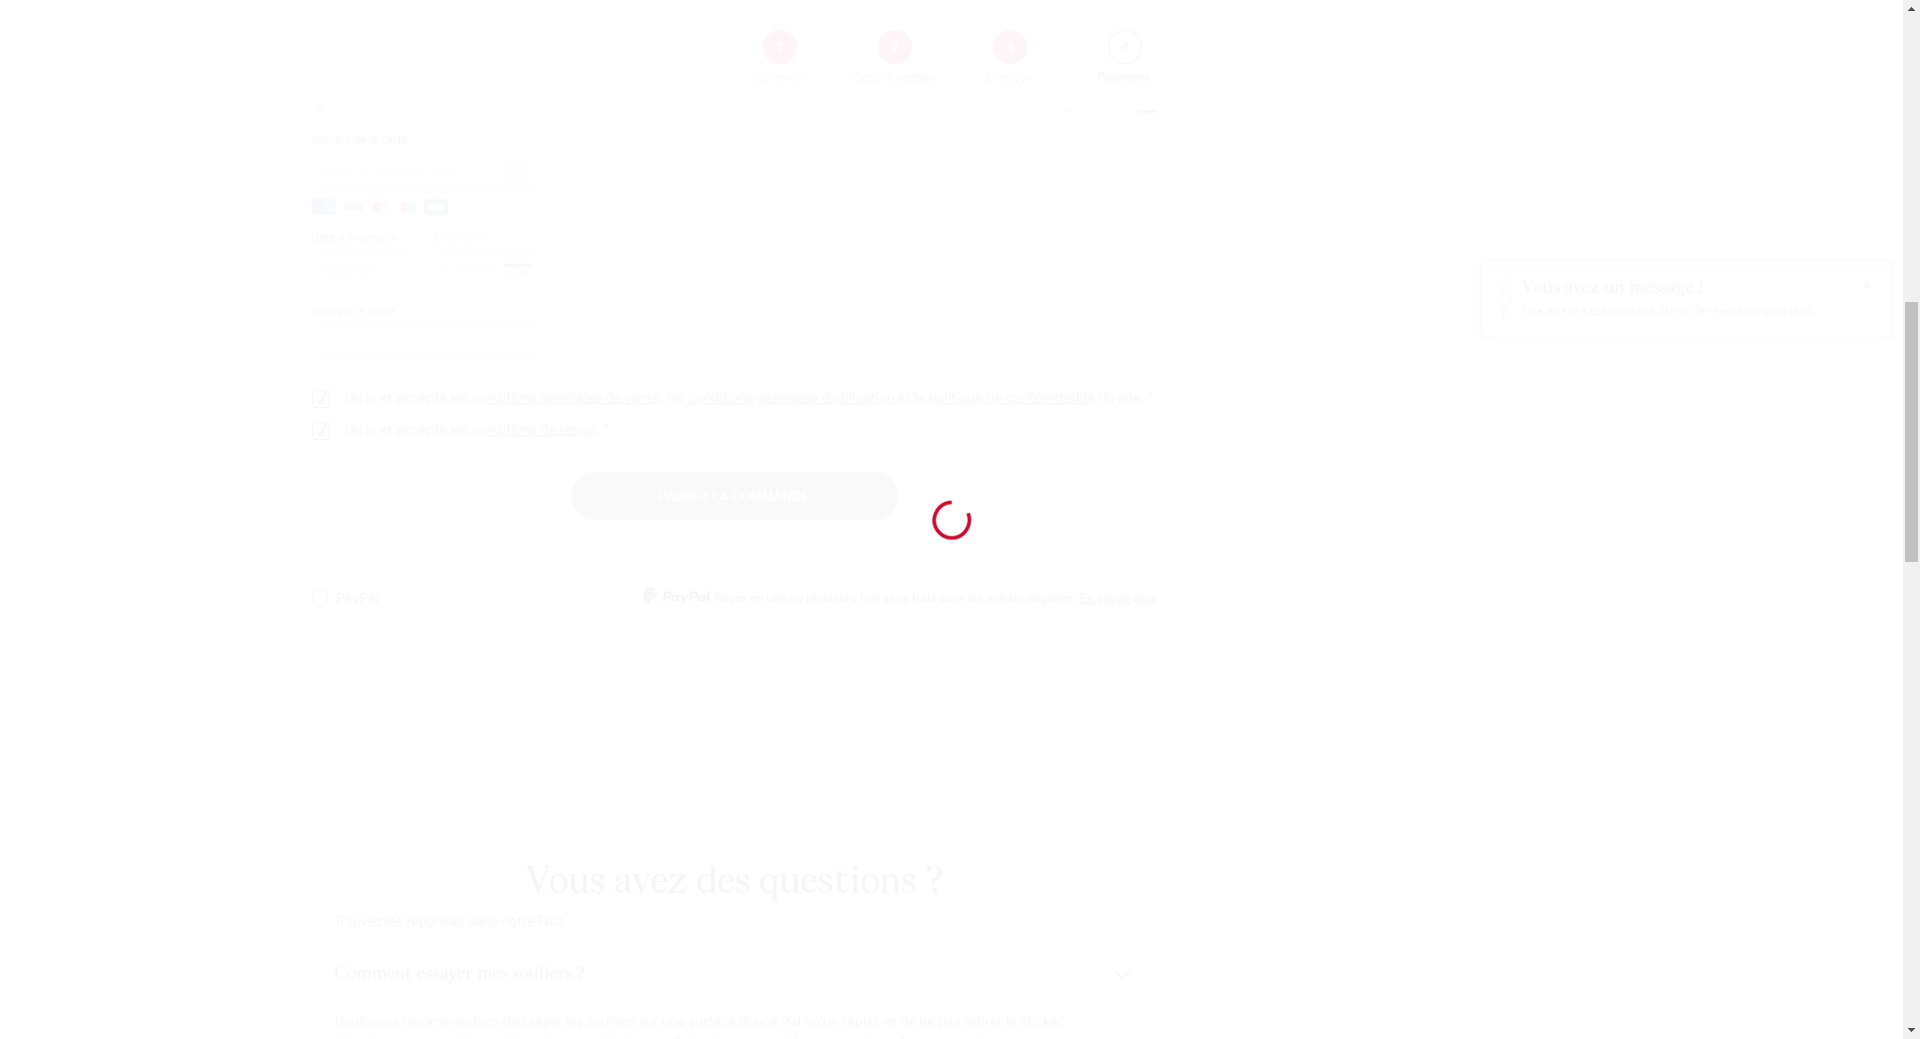 1 2 3 4
Connexion Options cadeau Livraison Paiement
Numéro de la carte
VISA
Date d'expiration CVC / CVV
Nom sur la carte
J'ai lu et accepté les conditions générales de vente, les conditions générales d'utilisation et la politique de confidentialité du site. *
J'ai lu et accepté les conditions de retour. *
PASSEZ LA COMMANDE
PayPal
PayPal Payez en une ou plusieurs fois sans frais pour les achats éligibles. En savoir plus
Vous avez un message !
Une erreur s'est produite. Merci de réessayer plus tard.
Vous avez des questions ?
Trouvez les réponses dans notre FAQ.
Comment essayer mes souliers ?
Nous vous recommandons d'essayer les souliers sur une surface douce (tel qu'un tapis), et de ne pas retirer le sticker